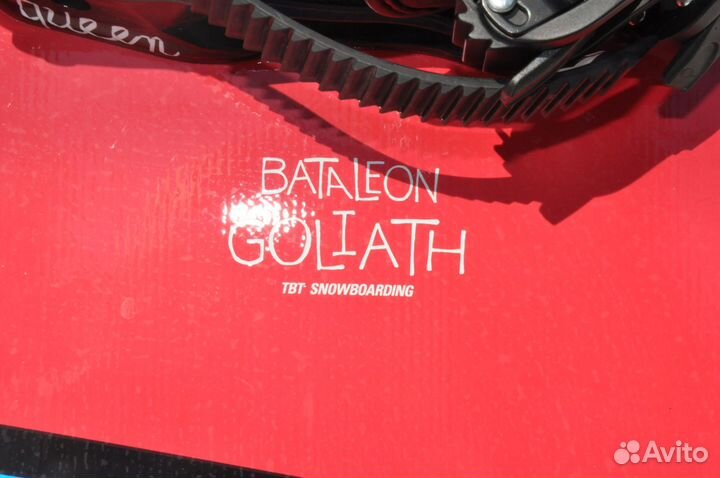 queen
BATALEON
GOLIATH
TBT SNOWBOARDING
Avito